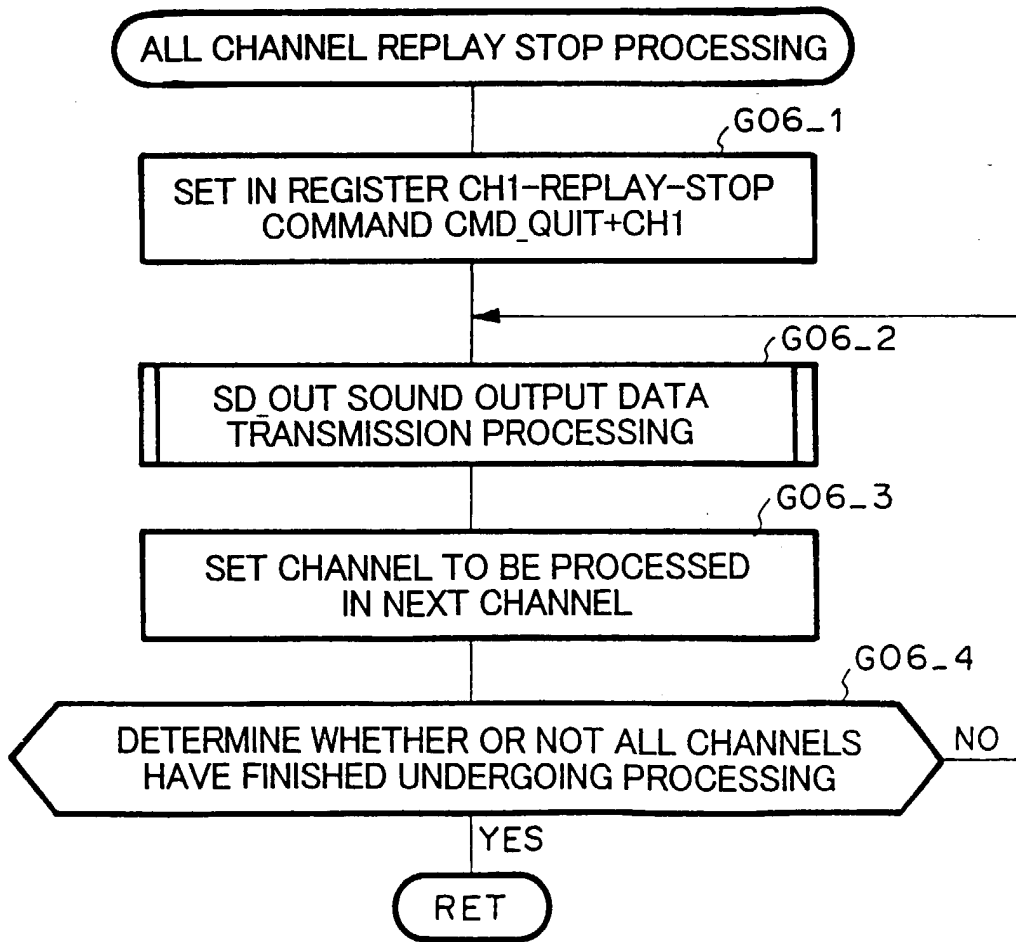 ALL CHANNEL REPLAY STOP PROCESSING
G06_1
SET IN REGISTER CH1-REPLAY-STOP
COMMAND CMD_QUIT+CH1
G06_2
SD_OUT SOUND OUTPUT DATA
TRANSMISSION PROCESSING
G06_3
SET CHANNEL TO BE PROCESSED
IN NEXT CHANNEL
G06_4
DETERMINE WHETHER OR NOT ALL CHANNELS
HAVE FINISHED UNDERGOING PROCESSING
NO
YES
RET